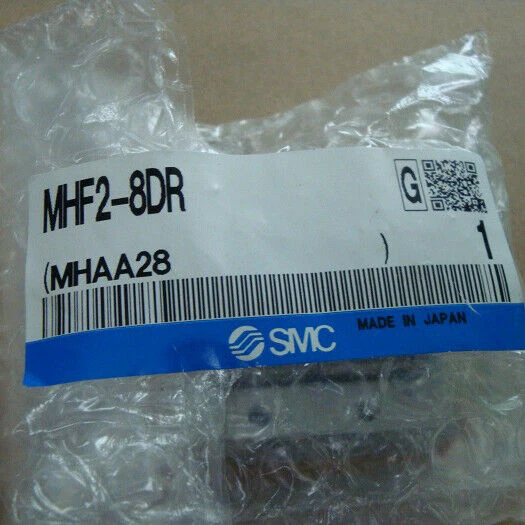 MHF2-8DR
G
(MHAA28 )
1
SMC
MADE IN JAPAN